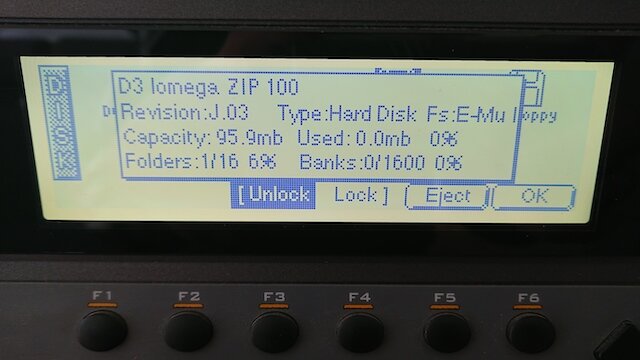 DISK
D3 Iomega ZIP 100
Revision:J.03 Type:Hard Disk Fs:E-Mu
Capacity: 95.9mb Used: 0.0mb 0%
Folders:1/16 6% Banks:0/1600 0%
[ Unlock Lock ] Eject OK
F1 F2 F3 F4 F5 F6